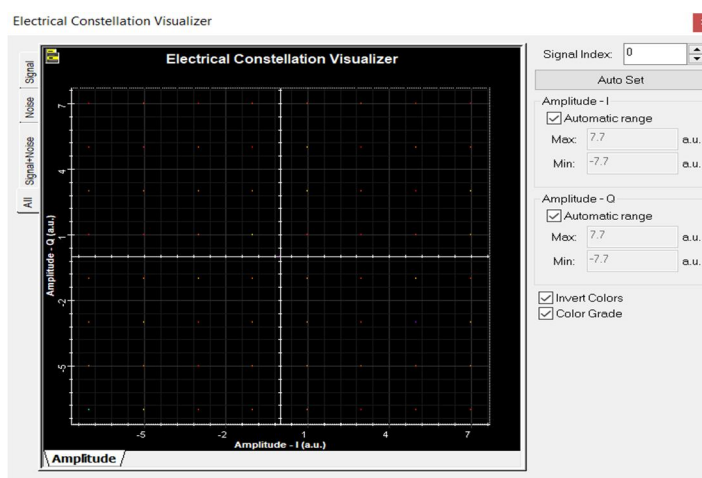 Electrical Constellation Visualizer
Signal
Noise
Signal+Noise
All
Electrical Constellation Visualizer
Amplitude - Q (a.u.)
7
4
1
-2
-5
-5
-2
1
4
7
Amplitude - I (a.u.)
Amplitude
Signal Index: 0
Auto Set
Amplitude - I
Automatic range
Max: 7.7 a.u.
Min: -7.7 a.u.
Amplitude - Q
Automatic range
Max: 7.7 a.u.
Min: -7.7 a.u.
Invert Colors
Color Grade